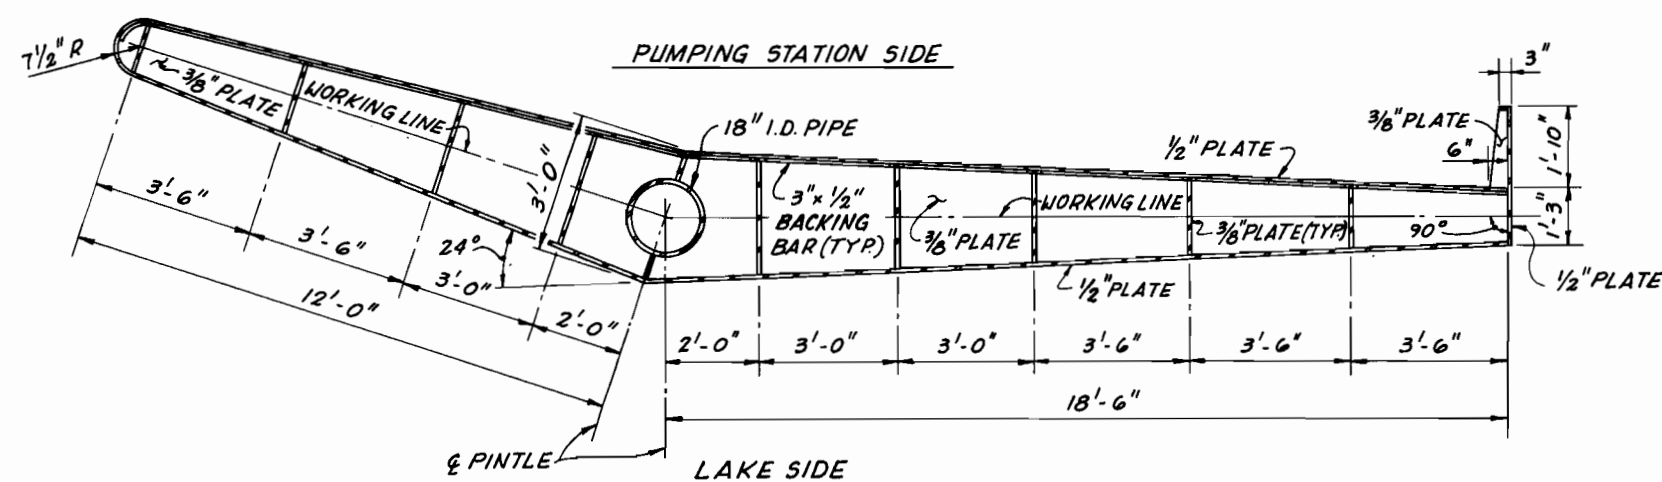 PUMPING STATION SIDE
7 1/2" R
3/8" PLATE
WORKING LINE
18" I.D. PIPE
3'-0"
3" x 1/2"
BACKING
BAR (TYP.)
3/8" PLATE
WORKING LINE
1/2" PLATE
3/8" PLATE (TYP.)
3/8" PLATE
3"
6"
1'-10"
1'-3"
90°
1/2" PLATE
1/2" PLATE
24°
3'-6"
3'-6"
3'-0"
2'-0"
12'-0"
2'-0"
3'-0"
3'-0"
3'-6"
3'-6"
3'-6"
18'-6"
℄ PINTLE
LAKE SIDE